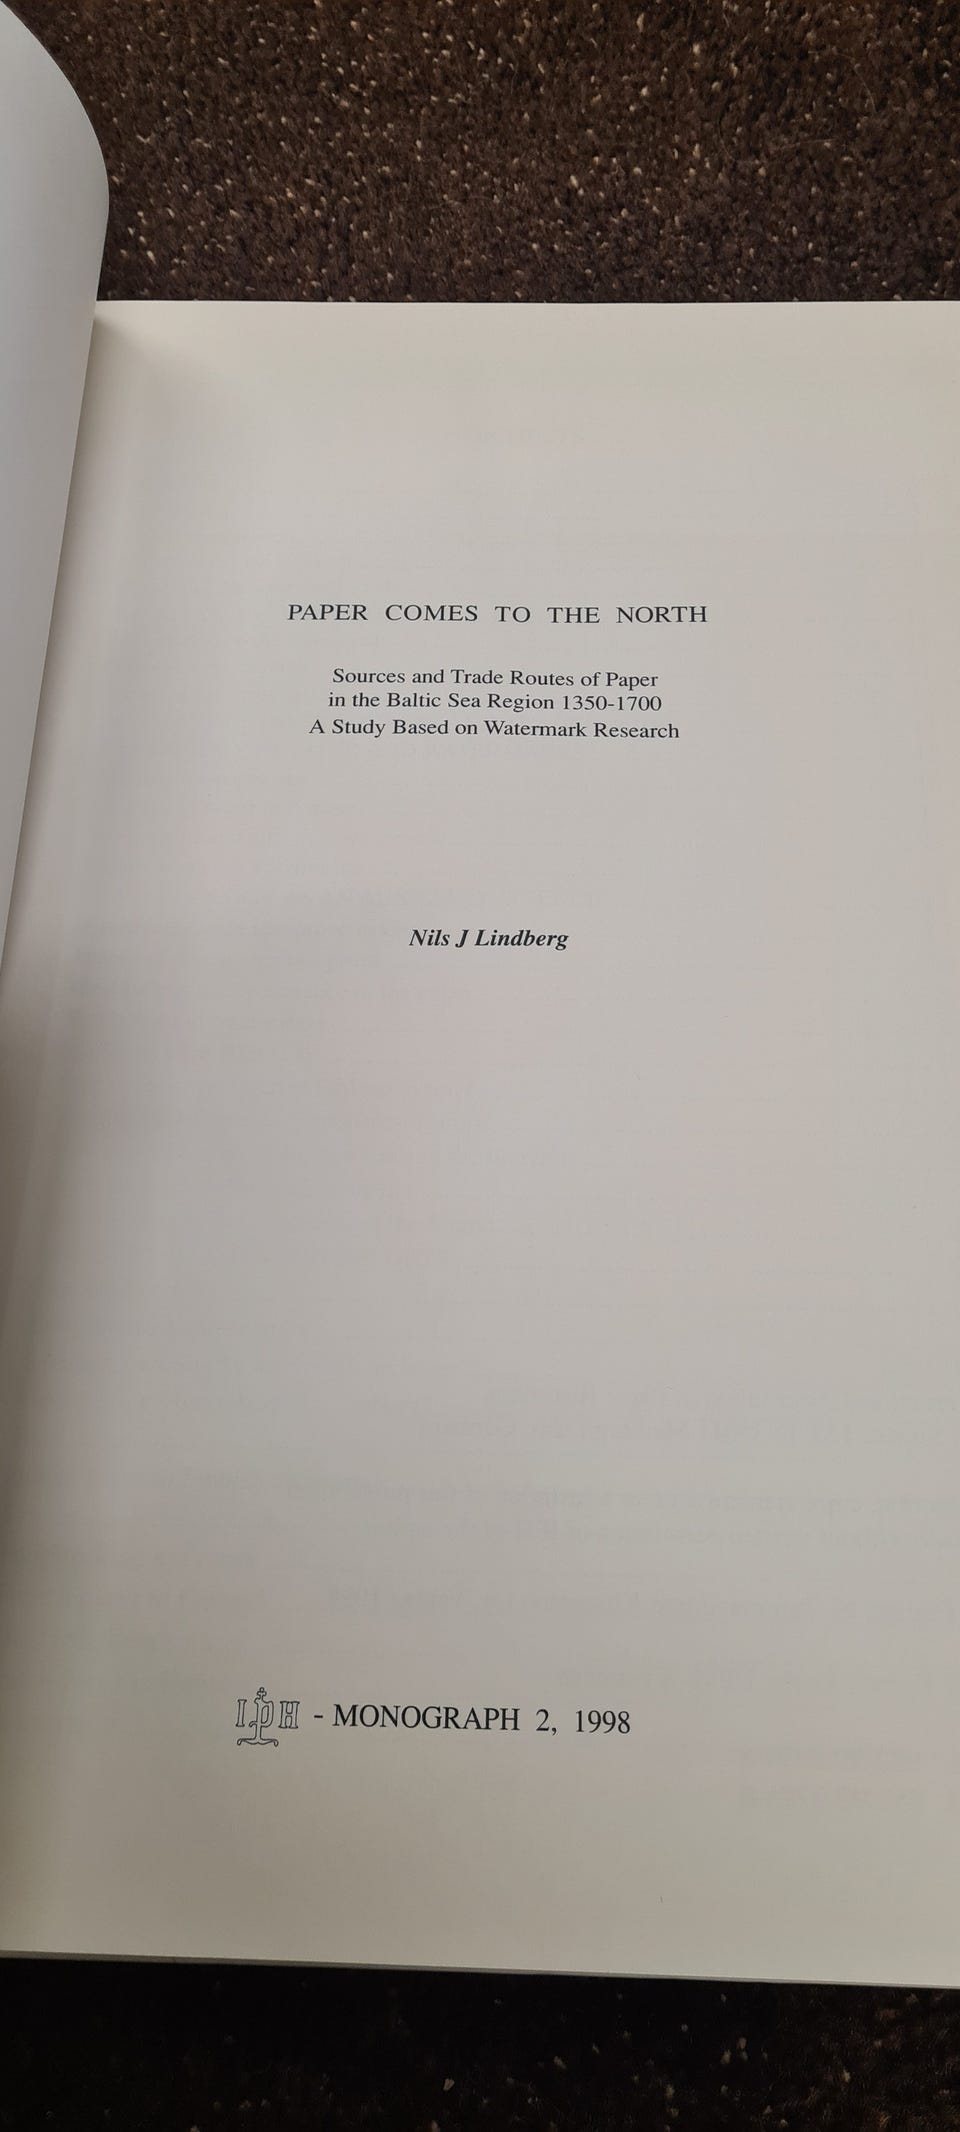 PAPER COMES TO THE NORTH
Sources and Trade Routes of Paper
in the Baltic Sea Region 1350-1700
A Study Based on Watermark Research
Nils J Lindberg
IPH - MONOGRAPH 2, 1998